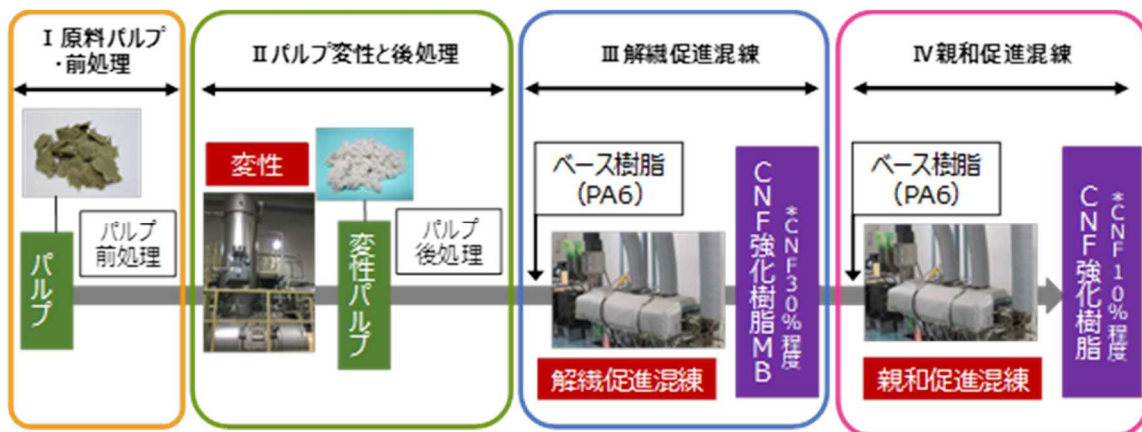 Ⅰ 原料パルプ
・前処理
パルプ
パルプ
前処理
Ⅱパルプ変性と後処理
変性
変性パルプ
パルプ
後処理
Ⅲ解繊促進混練
ベース樹脂
(PA6)
解繊促進混練
CNF強化樹脂MB
*CNF30%程度
Ⅳ親和促進混練
ベース樹脂
(PA6)
親和促進混練
CNF強化樹脂
*CNF10%程度